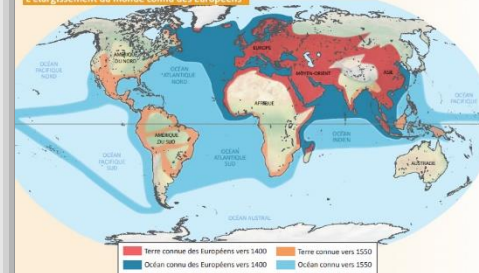 L'élargissement du monde connu des Européens
AMÉRIQUE
DU NORD
EUROPE
OCÉAN
PACIFIQUE
NORD
OCÉAN
ATLANTIQUE
NORD
MOYEN-ORIENT
ASIE
OCÉAN
PACIFIQUE
AFRIQUE
AMÉRIQUE
DU SUD
OCÉAN
INDIEN
OCÉAN
PACIFIQUE
SUD
OCÉAN
ATLANTIQUE
SUD
AUSTRALIE
OCÉAN AUSTRAL
Terre connue des Européens vers 1400
Terre connue vers 1550
Océan connu des Européens vers 1400
Océan connu vers 1550